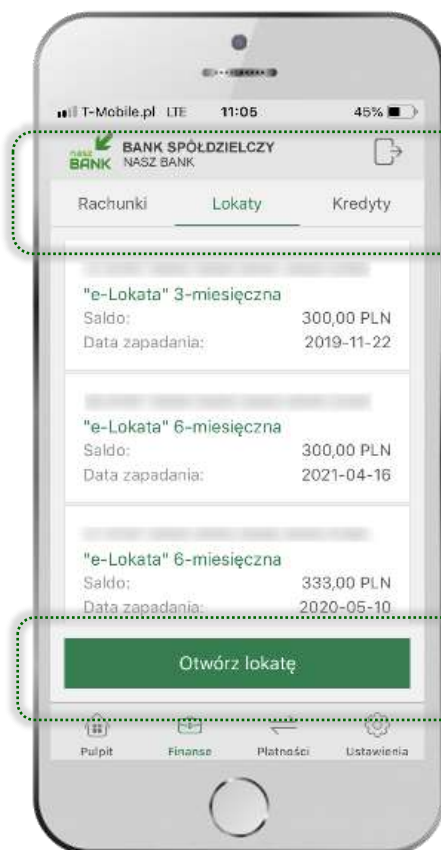 T-Mobile.pl LTE 11:05 45%
nasz BANK BANK SPÓŁDZIELCZY
NASZ BANK
Rachunki Lokaty Kredyty
"e-Lokata" 3-miesięczna
Saldo: 300,00 PLN
Data zapadania: 2019-11-22
"e-Lokata" 6-miesięczna
Saldo: 300,00 PLN
Data zapadania: 2021-04-16
"e-Lokata" 6-miesięczna
Saldo: 333,00 PLN
Data zapadania: 2020-05-10
Otwórz lokatę
Pulpit Finanse Płatności Ustawienia